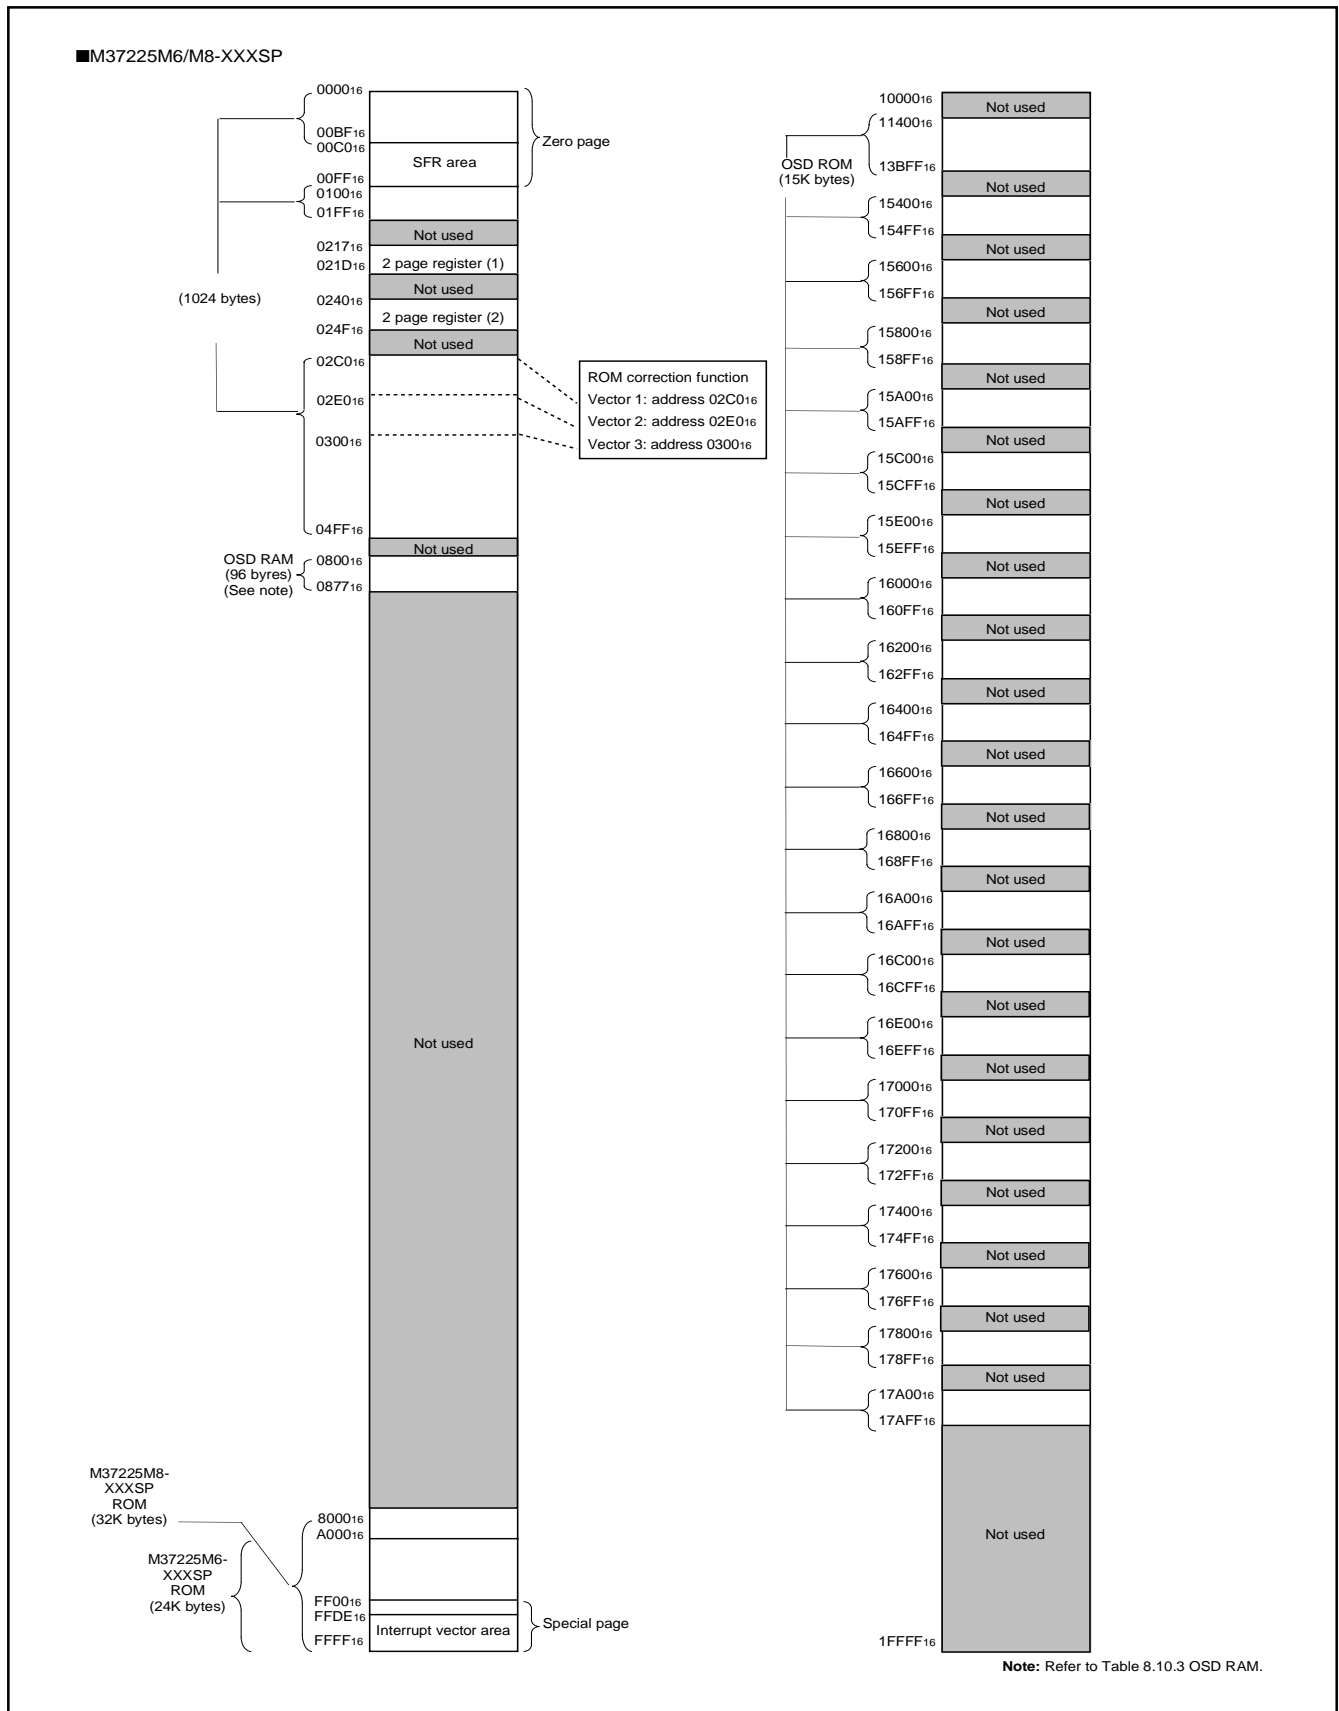 ■M37225M6/M8-XXXSP
0000₁₆
00BF₁₆
00C0₁₆
SFR area
00FF₁₆
Zero page
0100₁₆
01FF₁₆
Not used
0217₁₆
021D₁₆
2 page register (1)
Not used
0240₁₆
2 page register (2)
024F₁₆
Not used
(1024 bytes)
02C0₁₆
02E0₁₆
0300₁₆
04FF₁₆
ROM correction function
Vector 1: address 02C0₁₆
Vector 2: address 02E0₁₆
Vector 3: address 0300₁₆
Not used
OSD RAM
(96 byres)
(See note)
0800₁₆
0877₁₆
Not used
M37225M8-
XXXSP
ROM
(32K bytes)
M37225M6-
XXXSP
ROM
(24K bytes)
8000₁₆
A000₁₆
FF00₁₆
FFDE₁₆
Interrupt vector area
FFFF₁₆
Special page
10000₁₆
Not used
11400₁₆
OSD ROM
(15K bytes)
13BFF₁₆
Not used
15400₁₆
154FF₁₆
Not used
15600₁₆
156FF₁₆
Not used
15800₁₆
158FF₁₆
Not used
15A00₁₆
15AFF₁₆
Not used
15C00₁₆
15CFF₁₆
Not used
15E00₁₆
15EFF₁₆
Not used
16000₁₆
160FF₁₆
Not used
16200₁₆
162FF₁₆
Not used
16400₁₆
164FF₁₆
Not used
16600₁₆
166FF₁₆
Not used
16800₁₆
168FF₁₆
Not used
16A00₁₆
16AFF₁₆
Not used
16C00₁₆
16CFF₁₆
Not used
16E00₁₆
16EFF₁₆
Not used
17000₁₆
170FF₁₆
Not used
17200₁₆
172FF₁₆
Not used
17400₁₆
174FF₁₆
Not used
17600₁₆
176FF₁₆
Not used
17800₁₆
178FF₁₆
Not used
17A00₁₆
17AFF₁₆
Not used
1FFFF₁₆
Note: Refer to Table 8.10.3 OSD RAM.